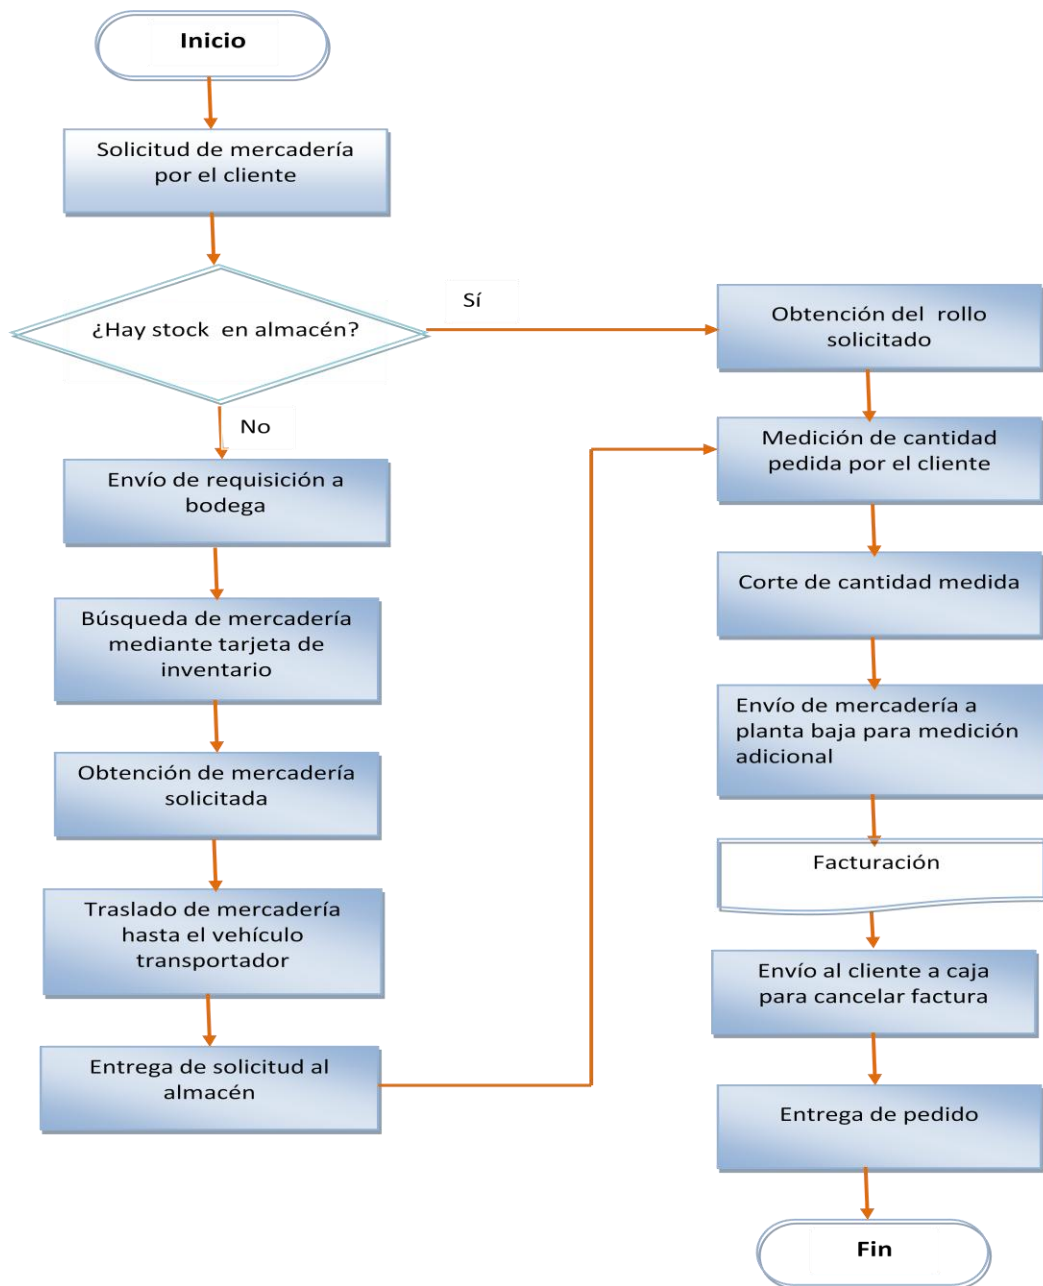 Inicio
Solicitud de mercadería
por el cliente
¿Hay stock en almacén?
Sí
No
Envío de requisición a
bodega
Búsqueda de mercadería
mediante tarjeta de
inventario
Obtención de mercadería
solicitada
Traslado de mercadería
hasta el vehículo
transportador
Entrega de solicitud al
almacén
Obtención del rollo
solicitado
Medición de cantidad
pedida por el cliente
Corte de cantidad medida
Envío de mercadería a
planta baja para medición
adicional
Facturación
Envío al cliente a caja
para cancelar factura
Entrega de pedido
Fin